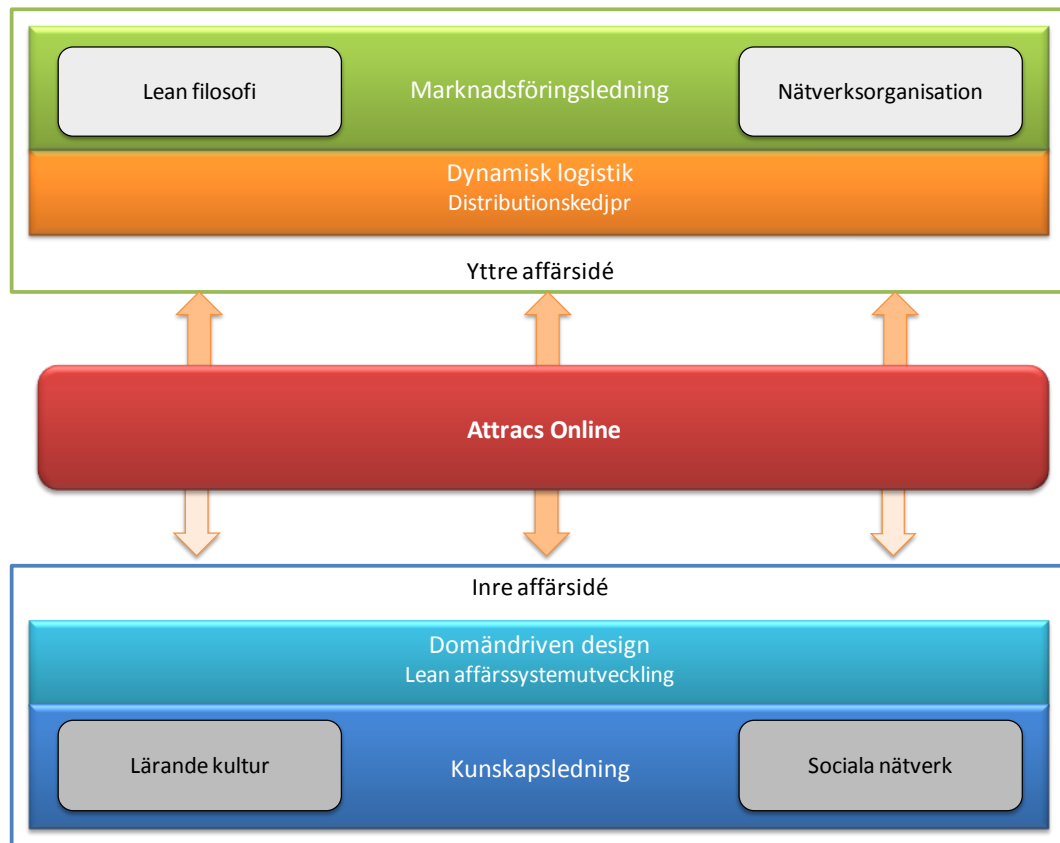 Lean filosofi
Marknadsföringsledning
Nätverksorganisation
Dynamisk logistik
Distributionskedjpr
Yttre affärsidé
Attracs Online
Inre affärsidé
Domändriven design
Lean affärssystemutveckling
Lärande kultur
Kunskapsledning
Sociala nätverk